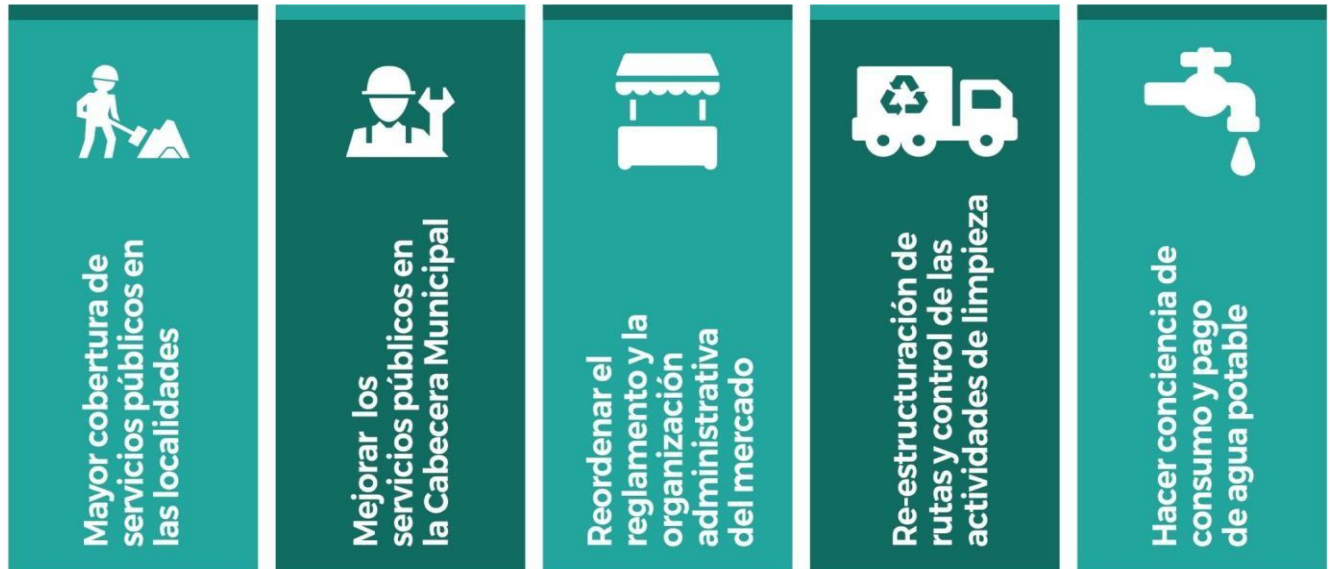 Mayor cobertura de
servicios públicos en
las localidades
Mejorar los
servicios públicos en
la Cabecera Municipal
Reordenar el
reglamento y la
organización
administrativa
del mercado
Re-estructuración de
rutas y control de las
actividades de limpieza
Hacer conciencia de
consumo y pago
de agua potable